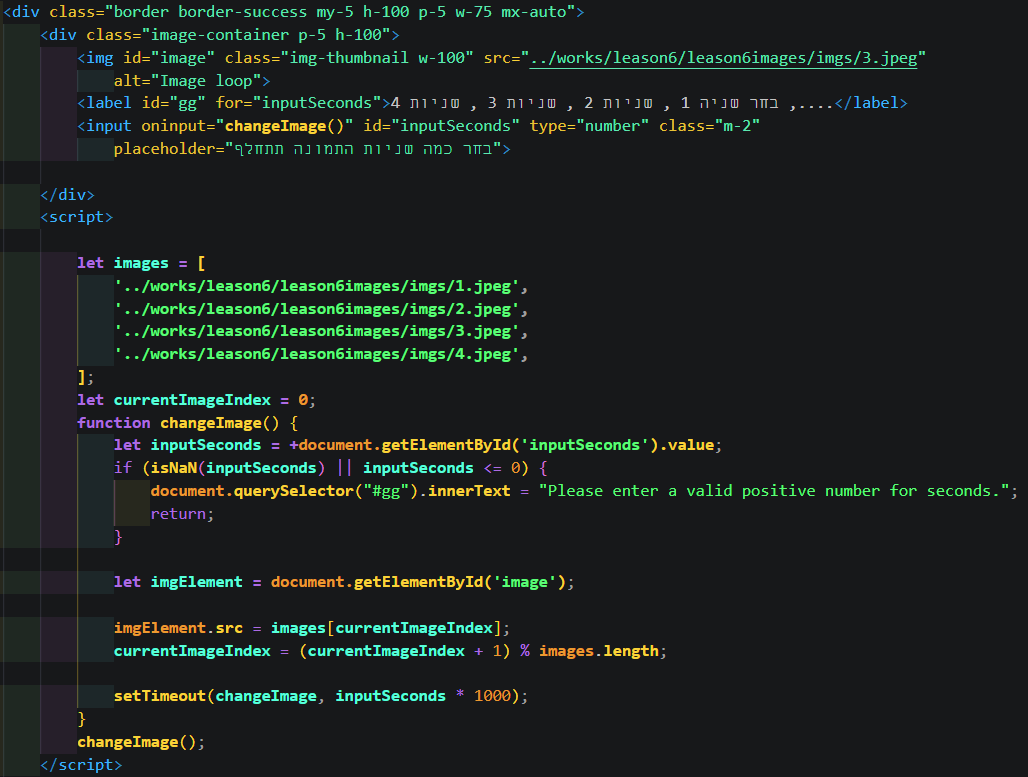 <div class="border border-success my-5 h-100 p-5 w-75 mx-auto">
<div class="image-container p-5 h-100">
<img id="image" class="img-thumbnail w-100" src="../works/leason6/leason6images/imgs/3.jpeg"
alt="Image loop">
<label id="gg" for="inputSeconds">בחר שניה 1 , שניות 2 , שניות 3 , שניות 4 ,....</label>
<input oninput="changeImage()" id="inputSeconds" type="number" class="m-2"
placeholder="בחר כמה שניות התמונה תתחלף">
</div>
<script>
let images = [
'../works/leason6/leason6images/imgs/1.jpeg',
'../works/leason6/leason6images/imgs/2.jpeg',
'../works/leason6/leason6images/imgs/3.jpeg',
'../works/leason6/leason6images/imgs/4.jpeg',
];
let currentImageIndex = 0;
function changeImage() {
let inputSeconds = +document.getElementById('inputSeconds').value;
if (isNaN(inputSeconds) || inputSeconds <= 0) {
document.querySelector("#gg").innerText = "Please enter a valid positive number for seconds.";
return;
}
let imgElement = document.getElementById('image');
imgElement.src = images[currentImageIndex];
currentImageIndex = (currentImageIndex + 1) % images.length;
setTimeout(changeImage, inputSeconds * 1000);
}
changeImage();
</script>